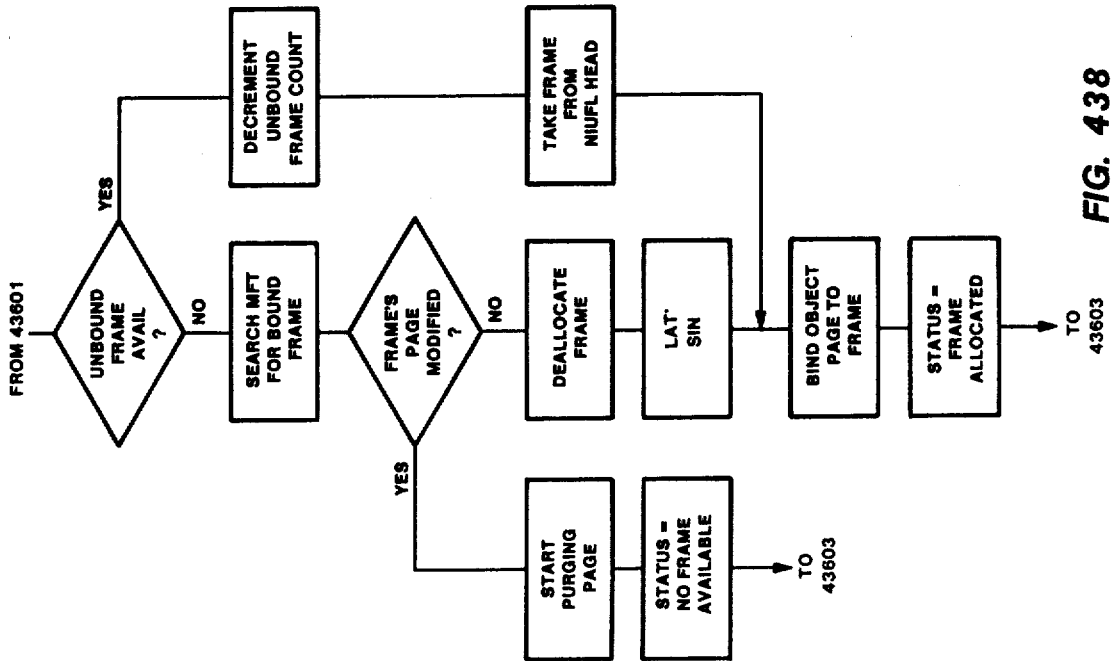 FROM 43601
UNBOUND
FRAME
AVAIL
?
YES
NO
DECREMENT
UNBOUND
FRAME COUNT
SEARCH MFT
FOR BOUND
FRAME
FRAME'S
PAGE
MODIFIED
?
YES
NO
TAKE FRAME
FROM
NIUFL HEAD
START
PURGING
PAGE
DEALLOCATE
FRAME
STATUS =
NO FRAME
AVAILABLE
LAT'
SIN
TO
43603
BIND OBJECT
PAGE TO
FRAME
STATUS =
FRAME
ALLOCATED
TO
43603
FIG. 438